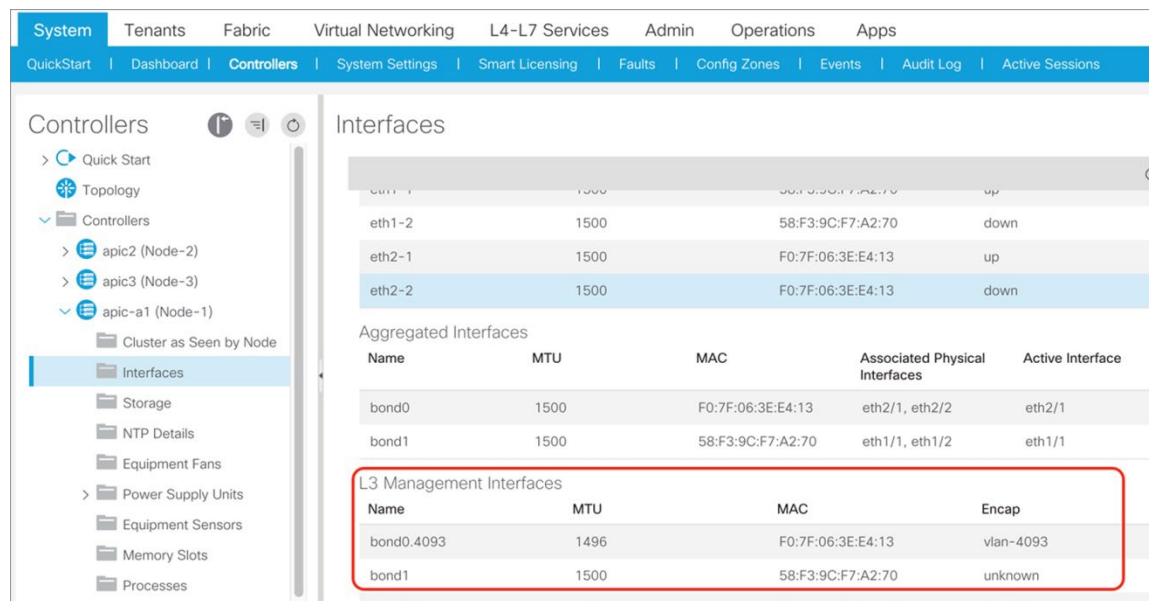 System Tenants Fabric Virtual Networking L4-L7 Services Admin Operations Apps
QuickStart | Dashboard | Controllers | System Settings | Smart Licensing | Faults | Config Zones | Events | Audit Log | Active Sessions
Controllers
Quick Start
Topology
Controllers
apic2 (Node-2)
apic3 (Node-3)
apic-a1 (Node-1)
Cluster as Seen by Node
Interfaces
Storage
NTP Details
Equipment Fans
Power Supply Units
Equipment Sensors
Memory Slots
Processes
Interfaces
eth1-2 1500 58:F3:9C:F7:A2:70 down
eth2-1 1500 F0:7F:06:3E:E4:13 up
eth2-2 1500 F0:7F:06:3E:E4:13 down
Aggregated Interfaces
Name MTU MAC Associated Physical Active Interface
Interfaces
bond0 1500 F0:7F:06:3E:E4:13 eth2/1, eth2/2 eth2/1
bond1 1500 58:F3:9C:F7:A2:70 eth1/1, eth1/2 eth1/1
L3 Management Interfaces
Name MTU MAC Encap
bond0.4093 1496 F0:7F:06:3E:E4:13 vlan-4093
bond1 1500 58:F3:9C:F7:A2:70 unknown